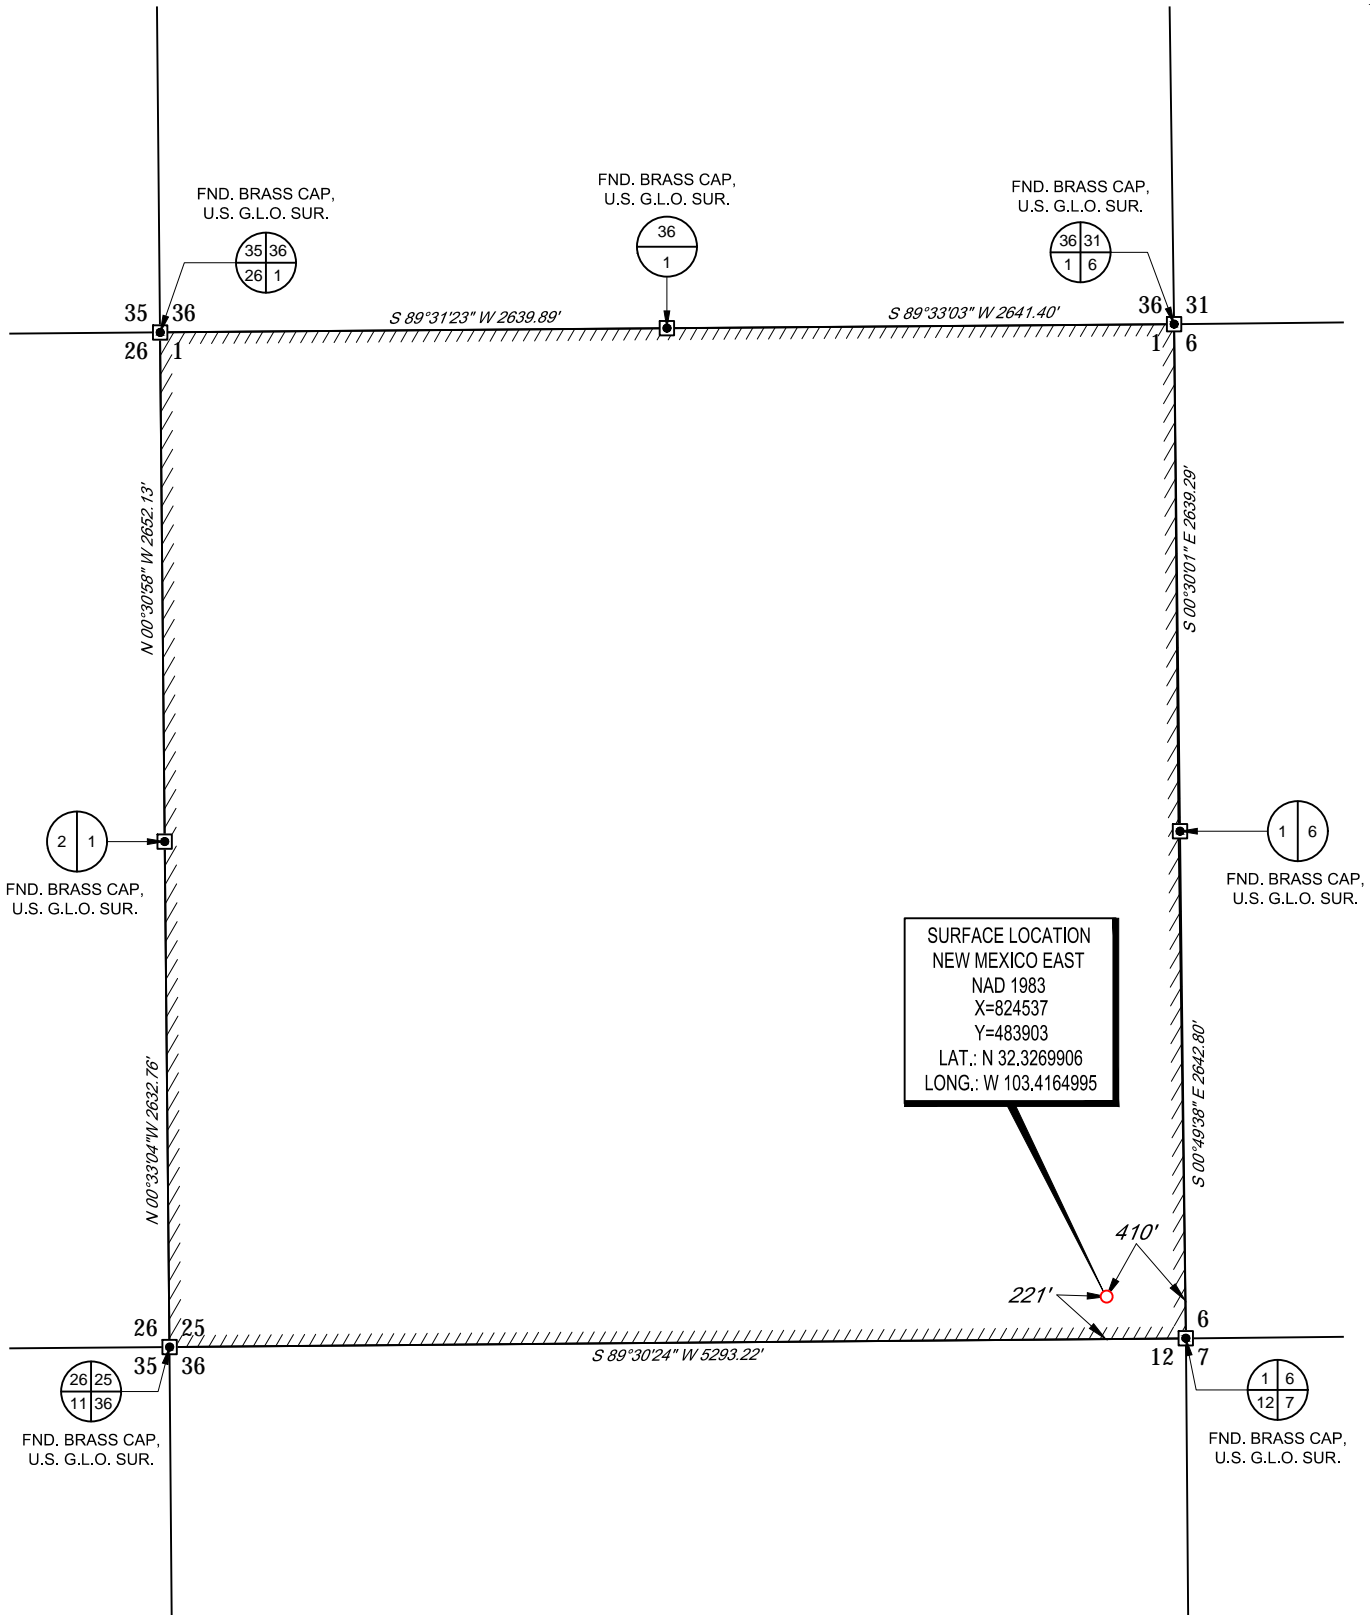 FND. BRASS CAP,
U.S. G.L.O. SUR.
35 36
26 1
FND. BRASS CAP,
U.S. G.L.O. SUR.
36
1
FND. BRASS CAP,
U.S. G.L.O. SUR.
36 31
1 6
35 36
26 1
S 89°31'23" W 2639.89'
S 89°33'03" W 2641.40'
36 31
1 6
N 00°30'58" W 2652.13'
S 00°30'01" E 2639.29'
2 1
FND. BRASS CAP,
U.S. G.L.O. SUR.
1 6
FND. BRASS CAP,
U.S. G.L.O. SUR.
SURFACE LOCATION
NEW MEXICO EAST
NAD 1983
X=824537
Y=483903
LAT.: N 32.3269906
LONG.: W 103.4164995
N 00°33'04"W 2632.76'
S 00°49'38" E 2642.80'
410'
221'
26 25
35 36
S 89°30'24" W 5293.22'
6
12 7
26 25
11 36
FND. BRASS CAP,
U.S. G.L.O. SUR.
1 6
12 7
FND. BRASS CAP,
U.S. G.L.O. SUR.